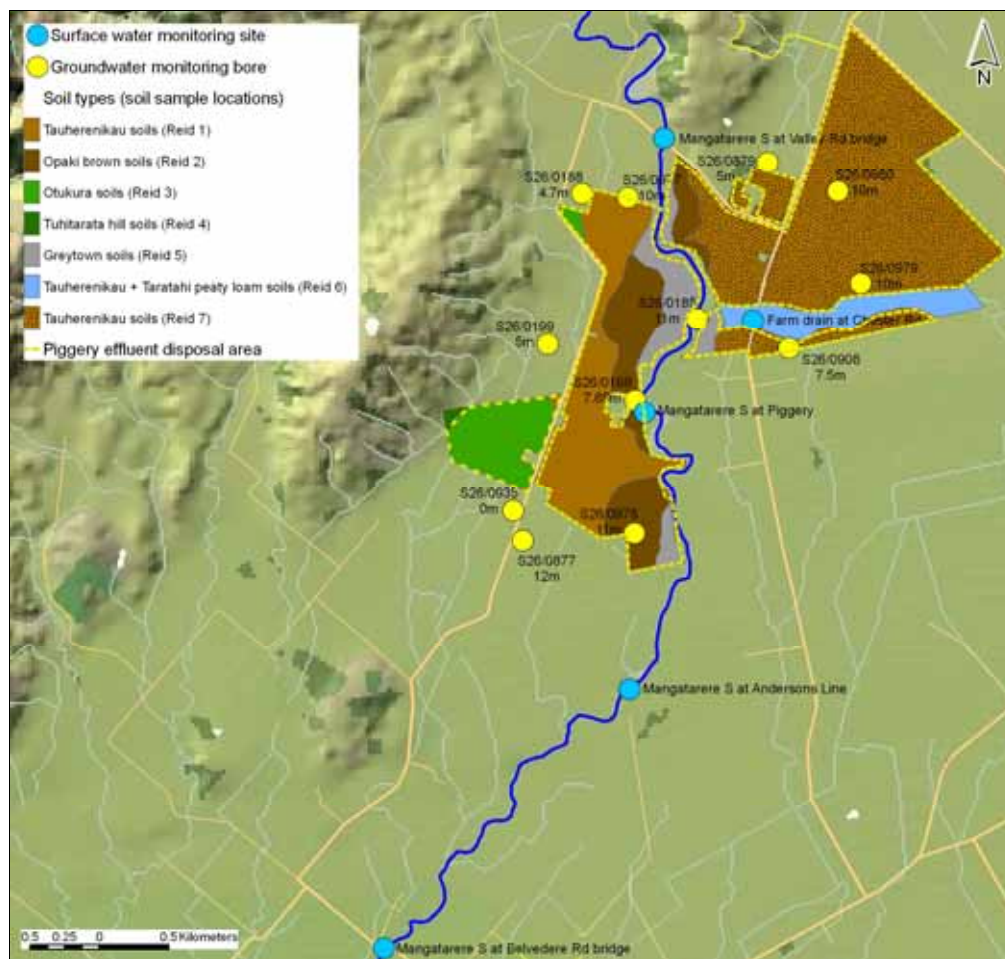 Surface water monitoring site
Groundwater monitoring bore
Soil types (soil sample locations)
Tauherenikau soils (Reid 1)
Opaki brown soils (Reid 2)
Otukura soils (Reid 3)
Tuhitarata hill soils (Reid 4)
Greytown soils (Reid 5)
Tauherenikau + Taratahi peaty loam soils (Reid 6)
Tauherenikau soils (Reid 7)
Piggery effluent disposal area
N
Mangatarere S at Valley Rd bridge
S26/0879
5m
S26/0188
4.7m
10m
10m
S26/0979
10m
11m
Farm drain at
S26/0199
5m
S26/0908
7.5m
Mangatarere S at Piggery
S26/0935
0m
S26/0877
12m
11m
Mangatarere S at Andersons Line
0.5 0.25 0 0.5 Kilometers
Mangatarere S at Belvedere Rd bridge